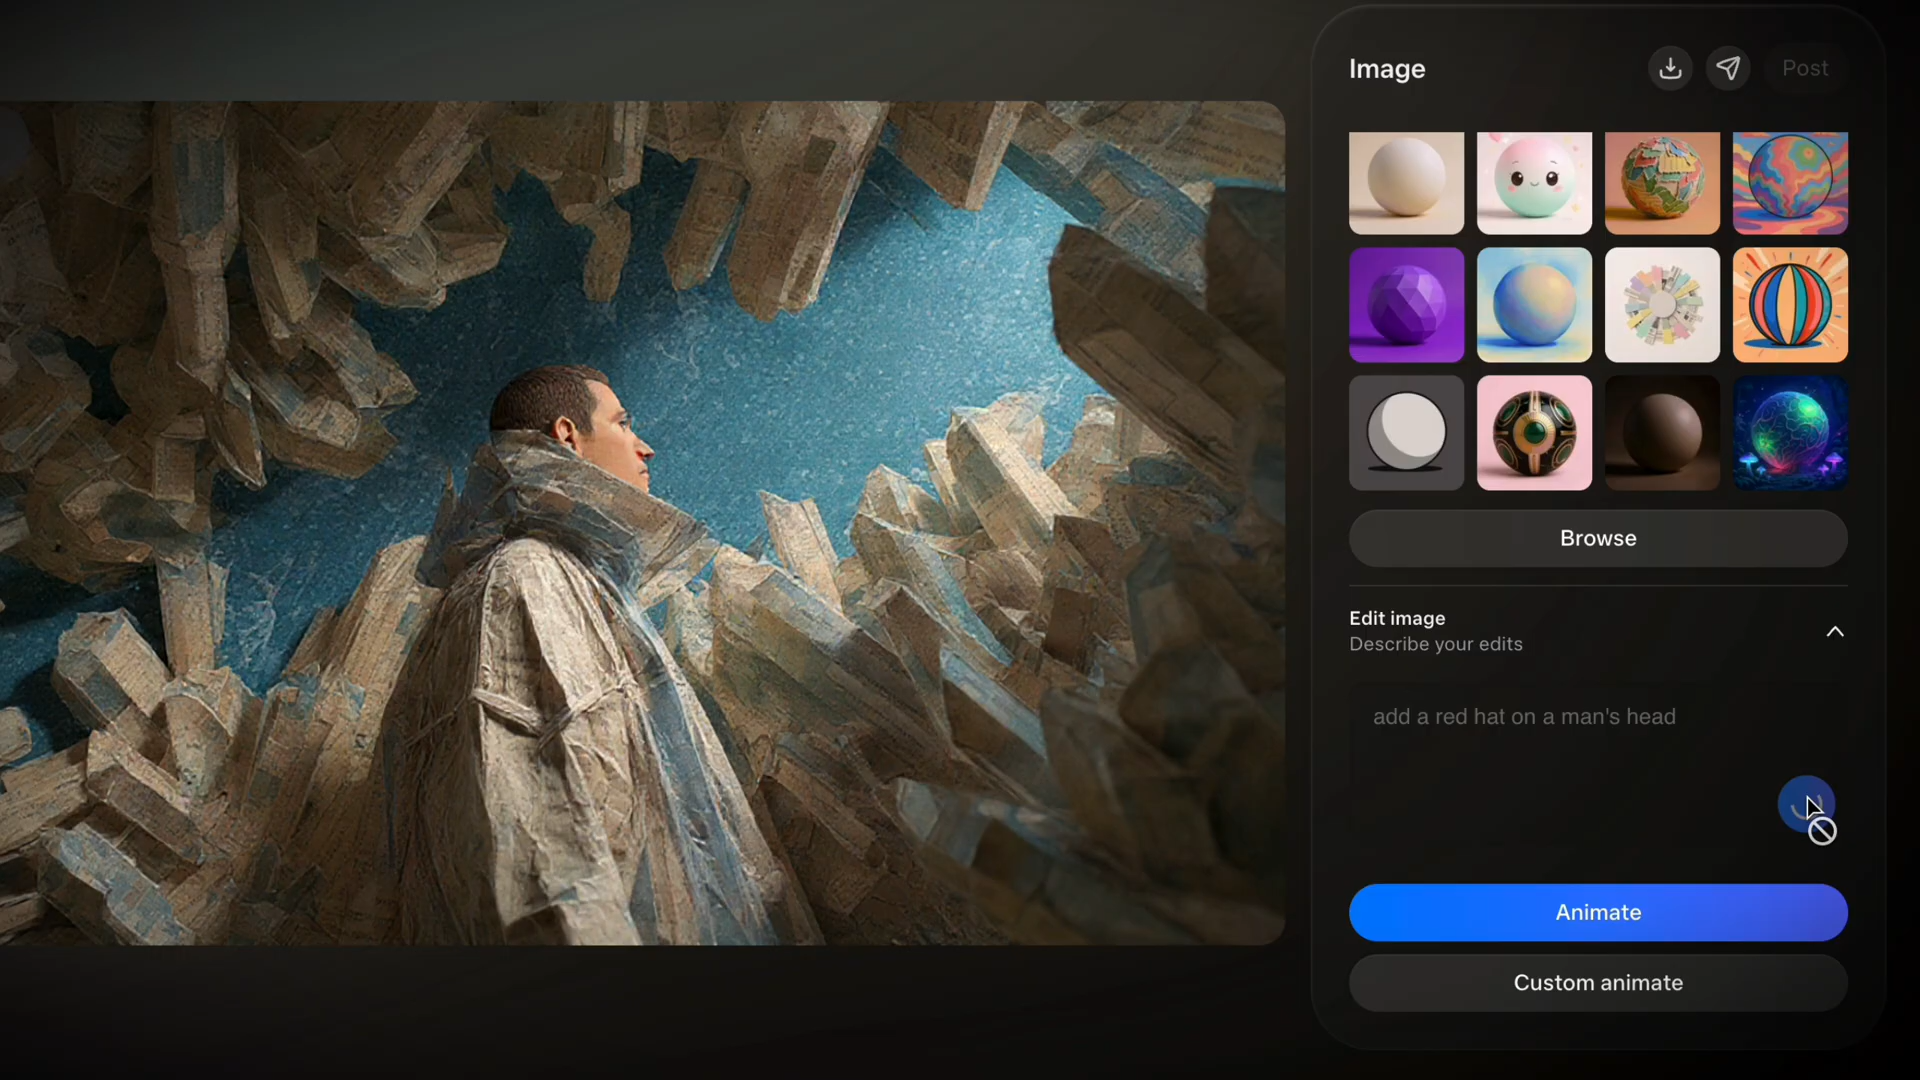 Image
Post
Browse
Edit image
Describe your edits
add a red hat on a man's head
Animate
Custom animate